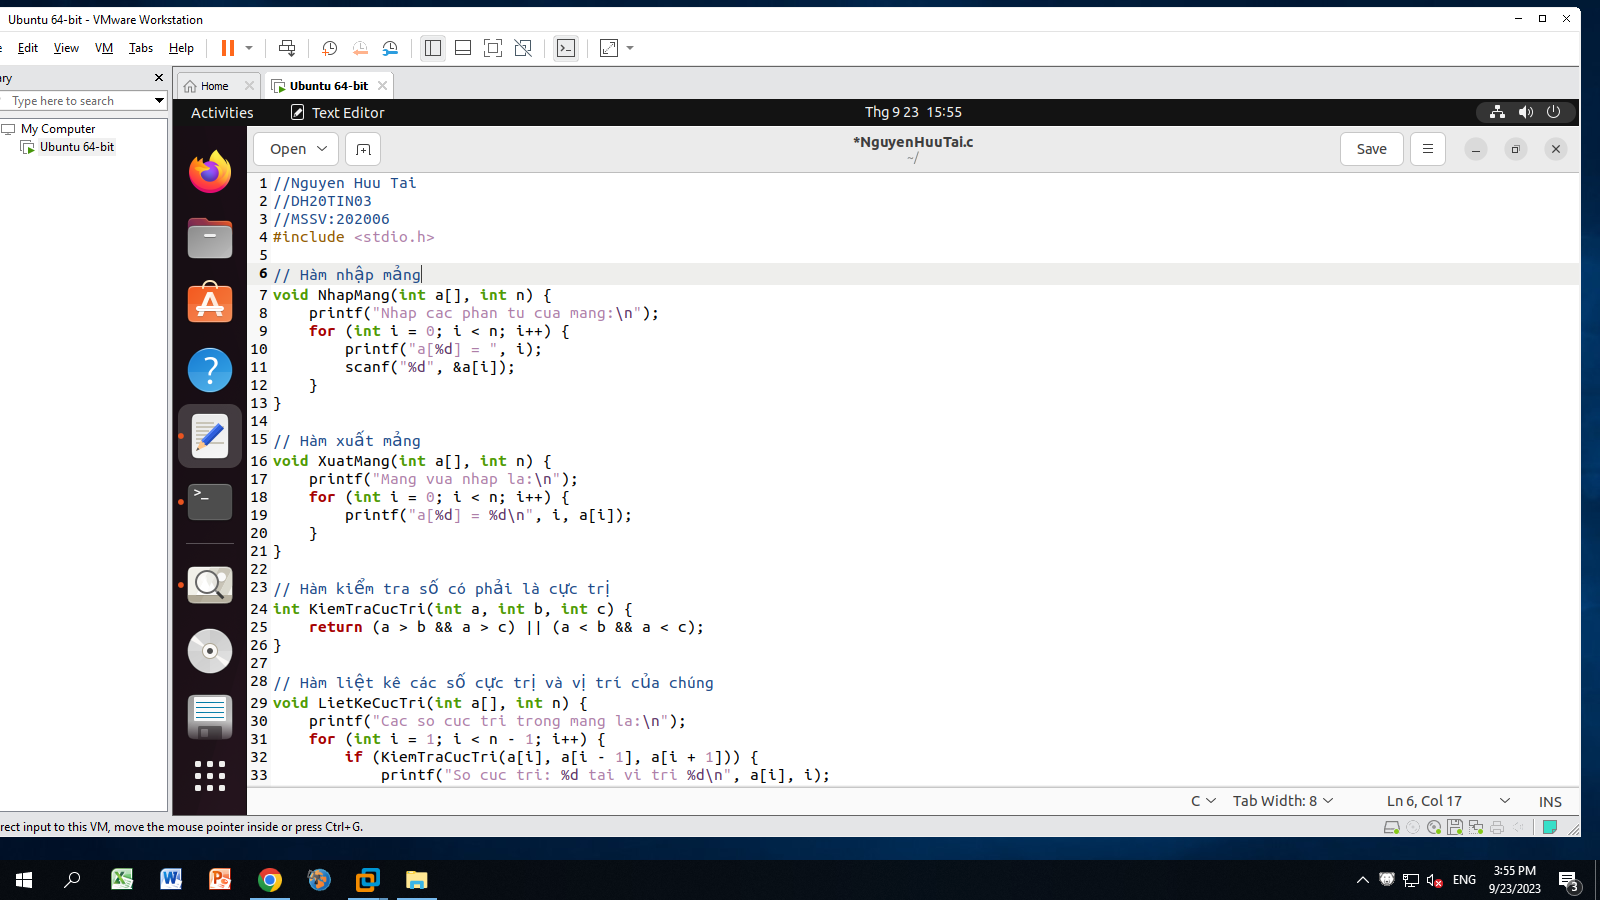 Ubuntu 64-bit - VMware Workstation
Edit View VM Tabs Help
Type here to search
Home
Ubuntu 64-bit
My Computer
Ubuntu 64-bit
Activities
Text Editor
Thg 9 23 15:55
Open
*NguyenHuuTai.c
~/
Save
1 //Nguyen Huu Tai
2 //DH20TIN03
3 //MSSV:202006
4 #include <stdio.h>
5
6 // Hàm nhập mảng
7 void NhapMang(int a[], int n) {
8     printf("Nhap cac phan tu cua mang:\n");
9     for (int i = 0; i < n; i++) {
10         printf("a[%d] = ", i);
11         scanf("%d", &a[i]);
12     }
13 }
14
15 // Hàm xuất mảng
16 void XuatMang(int a[], int n) {
17     printf("Mang vua nhap la:\n");
18     for (int i = 0; i < n; i++) {
19         printf("a[%d] = %d\n", i, a[i]);
20     }
21 }
22
23 // Hàm kiểm tra số có phải là cực trị
24 int KiemTraCucTri(int a, int b, int c) {
25     return (a > b && a > c) || (a < b && a < c);
26 }
27
28 // Hàm liệt kê các số cực trị và vị trí của chúng
29 void LietKeCucTri(int a[], int n) {
30     printf("Cac so cuc tri trong mang la:\n");
31     for (int i = 1; i < n - 1; i++) {
32         if (KiemTraCucTri(a[i], a[i - 1], a[i + 1])) {
33             printf("So cuc tri: %d tai vi tri %d\n", a[i], i);
C
Tab Width: 8
Ln 6, Col 17
INS
rect input to this VM, move the mouse pointer inside or press Ctrl+G.
ENG
3:55 PM
9/23/2023
3